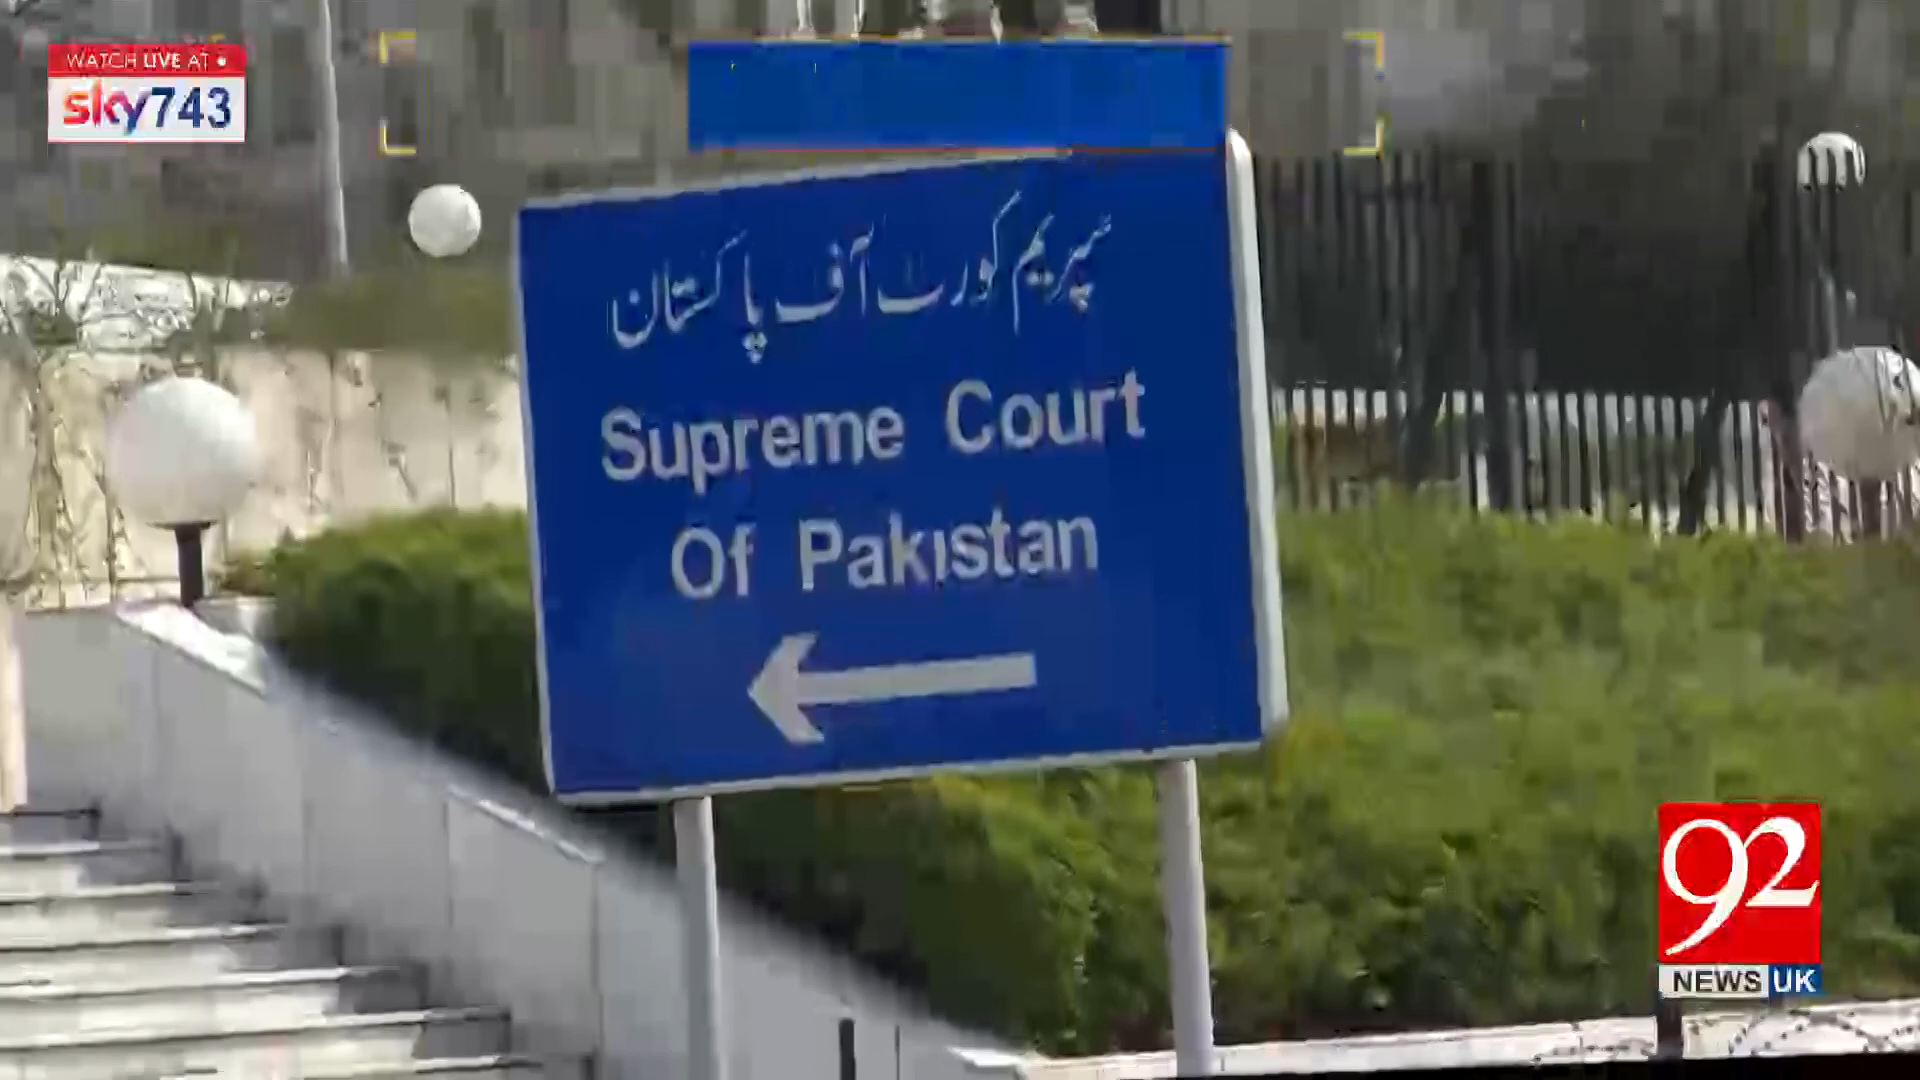 WATCH LIVE AT
sky743
سپریم کورٹ آف پاکستان
Supreme Court
Of Pakistan
92
NEWS UK